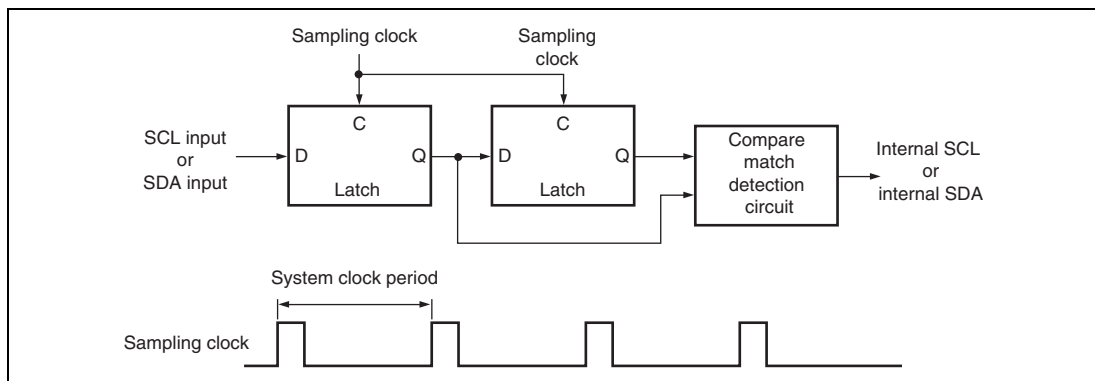 Sampling clock
Sampling
clock
SCL input
or
SDA input
C
D
Q
Latch
C
D
Q
Latch
Compare
match
detection
circuit
Internal SCL
or
internal SDA
System clock period
Sampling clock